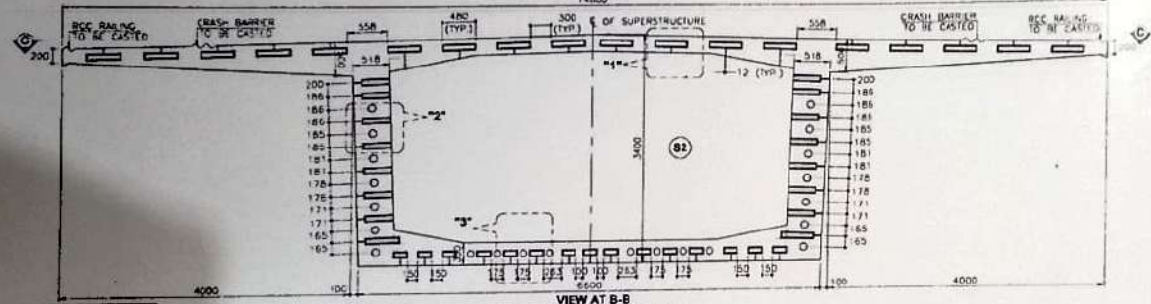 RCC RAILING
TO BE CASTED
CRASH BARRIER
TO BE CASTED
558
480
(TYP.)
300
(TYP.)
℄ OF SUPERSTRUCTURE
558
CRASH BARRIER
TO BE CASTED
RCC RAILING
TO BE CASTED
C
C
200
518
"1"
12 (TYP.)
518
200
200
186
186
186
185
185
181
181
178
178
171
171
165
165
"2"
3400
S2
200
186
186
186
185
185
181
181
178
178
171
171
165
165
"3"
150 150 175 175 263 100 100 263 175 175 150 150
4000 100 6600 100 4000
VIEW AT B-B